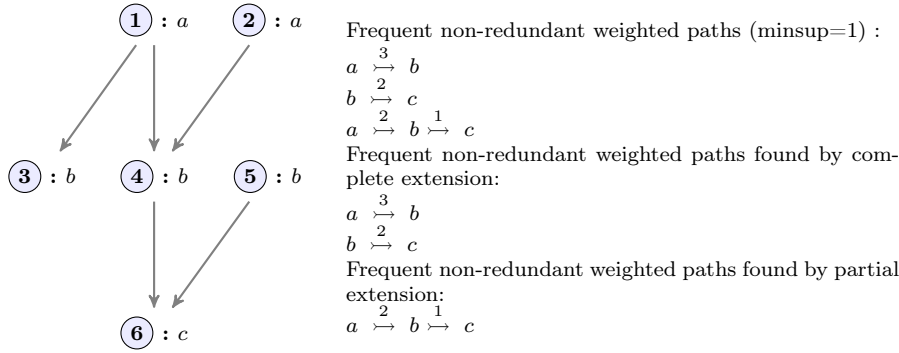 1 : a
2 : a
3 : b
4 : b
5 : b
6 : c
Frequent non-redundant weighted paths (minsup=1) :
a ↣³ b
b ↣² c
a ↣² b ↣¹ c
Frequent non-redundant weighted paths found by com-
plete extension:
a ↣³ b
b ↣² c
Frequent non-redundant weighted paths found by partial
extension:
a ↣² b ↣¹ c